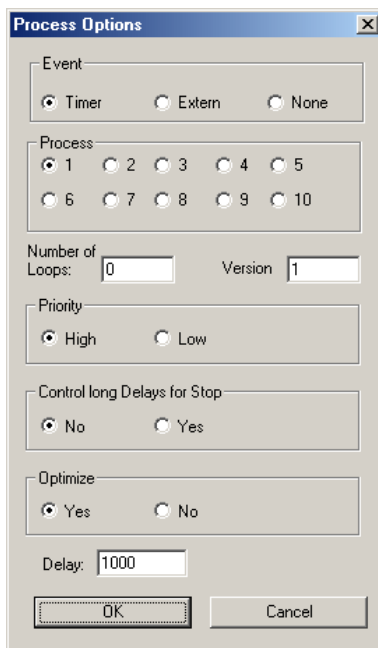 Process Options
Event
Timer Extern None
Process
1 2 3 4 5
6 7 8 9 10
Number of
Loops: 0 Version 1
Priority
High Low
Control long Delays for Stop
No Yes
Optimize
Yes No
Delay: 1000
OK Cancel